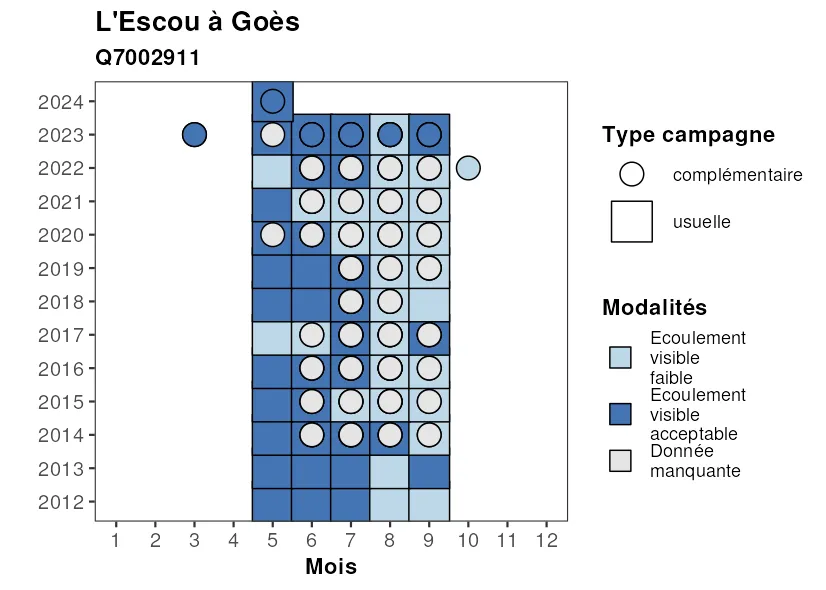 L'Escou à Goès
Q7002911
2024
2023
2022
2021
2020
2019
2018
2017
2016
2015
2014
2013
2012
1 2 3 4 5 6 7 8 9 10 11 12
Mois
Type campagne
complémentaire
usuelle
Modalités
Ecoulement
visible
faible
Ecoulement
visible
acceptable
Donnée
manquante